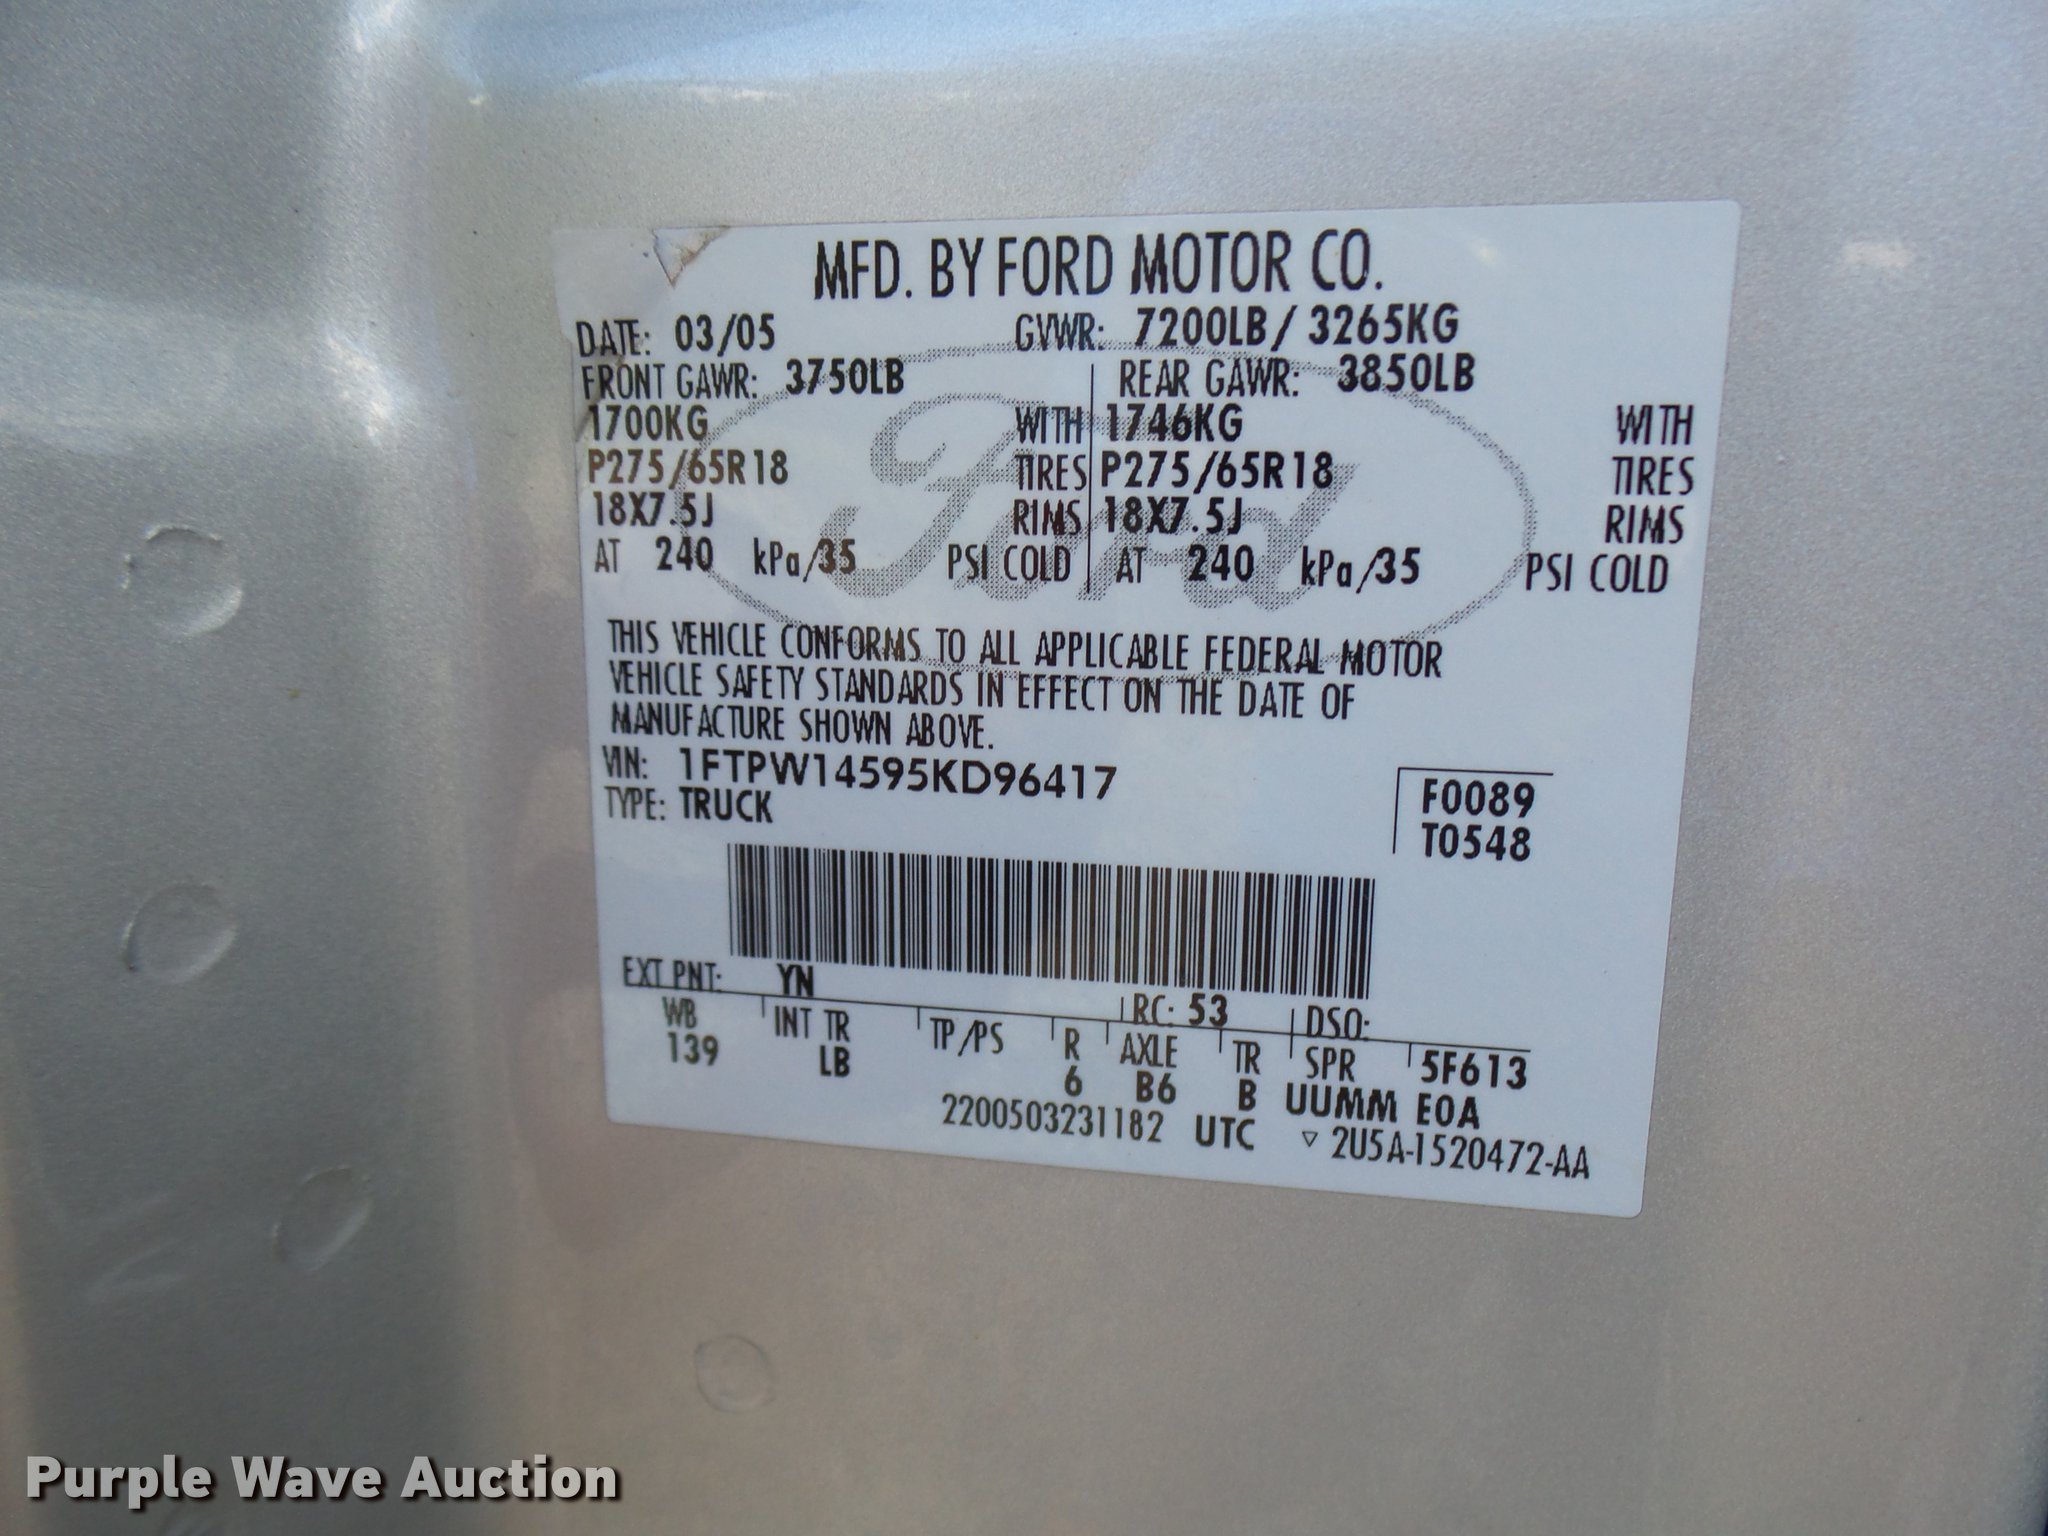 MFD. BY FORD MOTOR CO.
DATE: 03/05 GVWR: 7200LB/ 3265KG
FRONT GAWR: 3750LB REAR GAWR: 3850LB
1700KG WITH 1746KG WITH
P275/65R18 TIRES P275/65R18 TIRES
18X7.5J RIMS 18X7.5J RIMS
AT 240 kPa/35 PSI COLD AT 240 kPa/35 PSI COLD
Ford
THIS VEHICLE CONFORMS TO ALL APPLICABLE FEDERAL MOTOR
VEHICLE SAFETY STANDARDS IN EFFECT ON THE DATE OF
MANUFACTURE SHOWN ABOVE.
VIN: 1FTPW14595KD96417
TYPE: TRUCK
F0089
T0548
EXT PNT: YN RC: 53 DSO:
WB INT TR TP/PS R AXLE TR SPR 5F613
139 LB 6 B6 B UUMM E0A
2200503231182 UTC ▽ 2U5A-1520472-AA
Purple Wave Auction